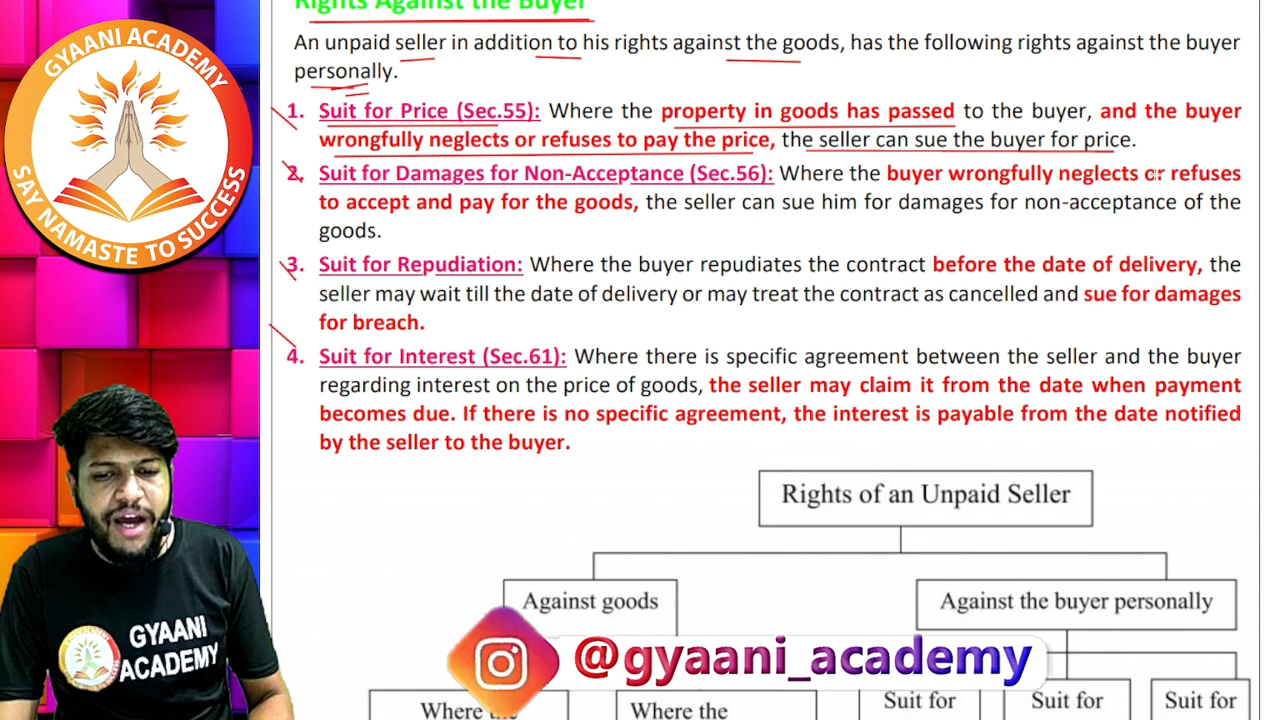 Rights Against the Buyer
An unpaid seller in addition to his rights against the goods, has the following rights against the buyer
personally.
1. Suit for Price (Sec.55): Where the property in goods has passed to the buyer, and the buyer
wrongfully neglects or refuses to pay the price, the seller can sue the buyer for price.
2. Suit for Damages for Non-Acceptance (Sec.56): Where the buyer wrongfully neglects or refuses
to accept and pay for the goods, the seller can sue him for damages for non-acceptance of the
goods.
3. Suit for Repudiation: Where the buyer repudiates the contract before the date of delivery, the
seller may wait till the date of delivery or may treat the contract as cancelled and sue for damages
for breach.
4. Suit for Interest (Sec.61): Where there is specific agreement between the seller and the buyer
regarding interest on the price of goods, the seller may claim it from the date when payment
becomes due. If there is no specific agreement, the interest is payable from the date notified
by the seller to the buyer.
Rights of an Unpaid Seller
Against goods
Against the buyer personally
Where
Where the
Suit for
Suit for
Suit for
@gyaani_academy
GYAANI ACADEMY
SAY NAMASTE TO SUCCESS
GYAANI
ACADEMY